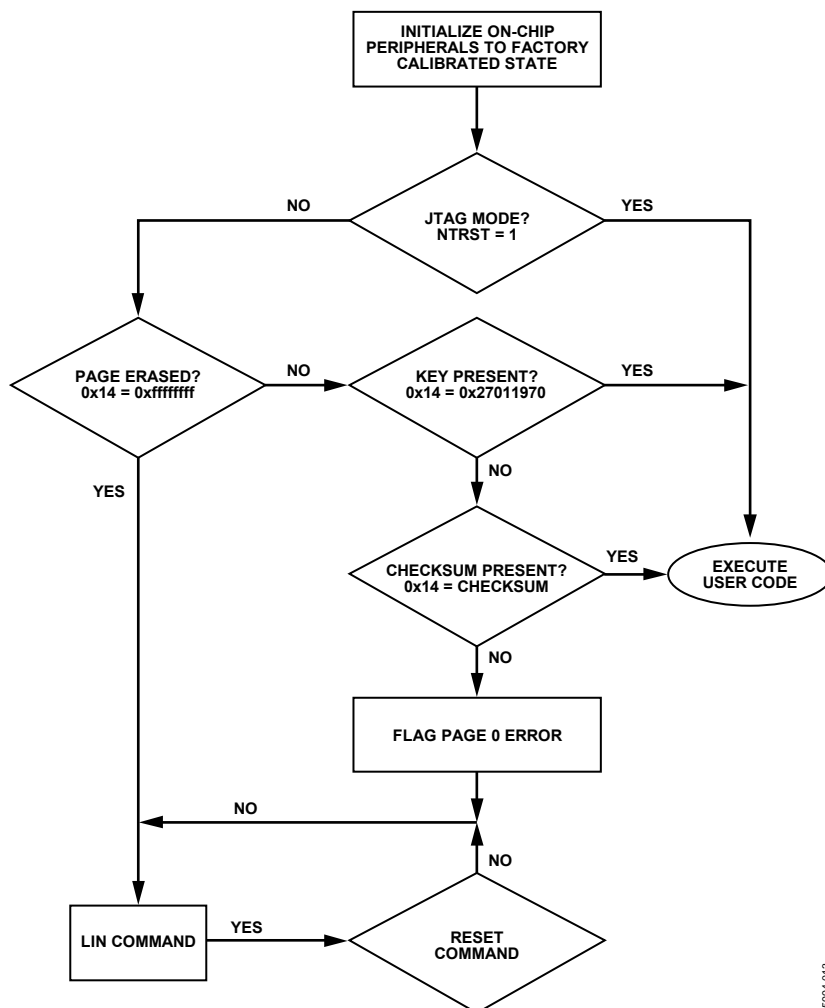 INITIALIZE ON-CHIP
PERIPHERALS TO FACTORY
CALIBRATED STATE
NO
JTAG MODE?
NTRST = 1
YES
PAGE ERASED?
0x14 = 0xffffffff
NO
KEY PRESENT?
0x14 = 0x27011970
YES
YES
NO
CHECKSUM PRESENT?
0x14 = CHECKSUM
YES
EXECUTE
USER CODE
NO
FLAG PAGE 0 ERROR
NO
NO
LIN COMMAND
YES
RESET
COMMAND